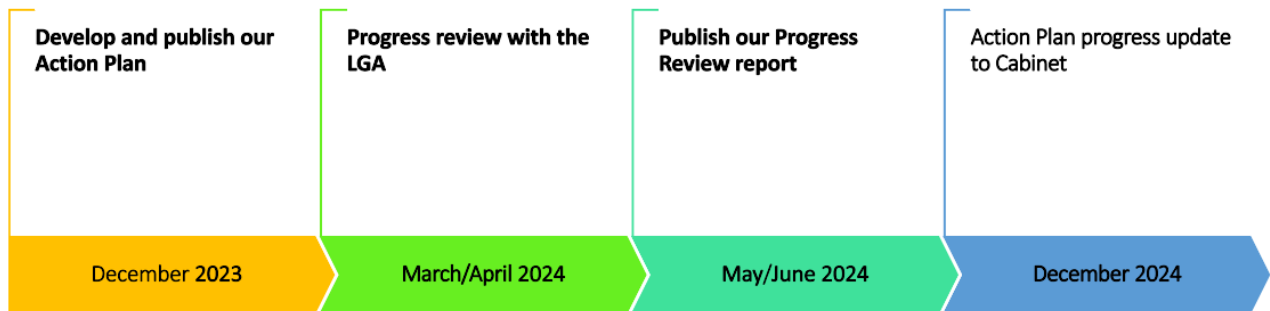 Develop and publish our
Action Plan
Progress review with the
LGA
Publish our Progress
Review report
Action Plan progress update
to Cabinet
December 2023
March/April 2024
May/June 2024
December 2024